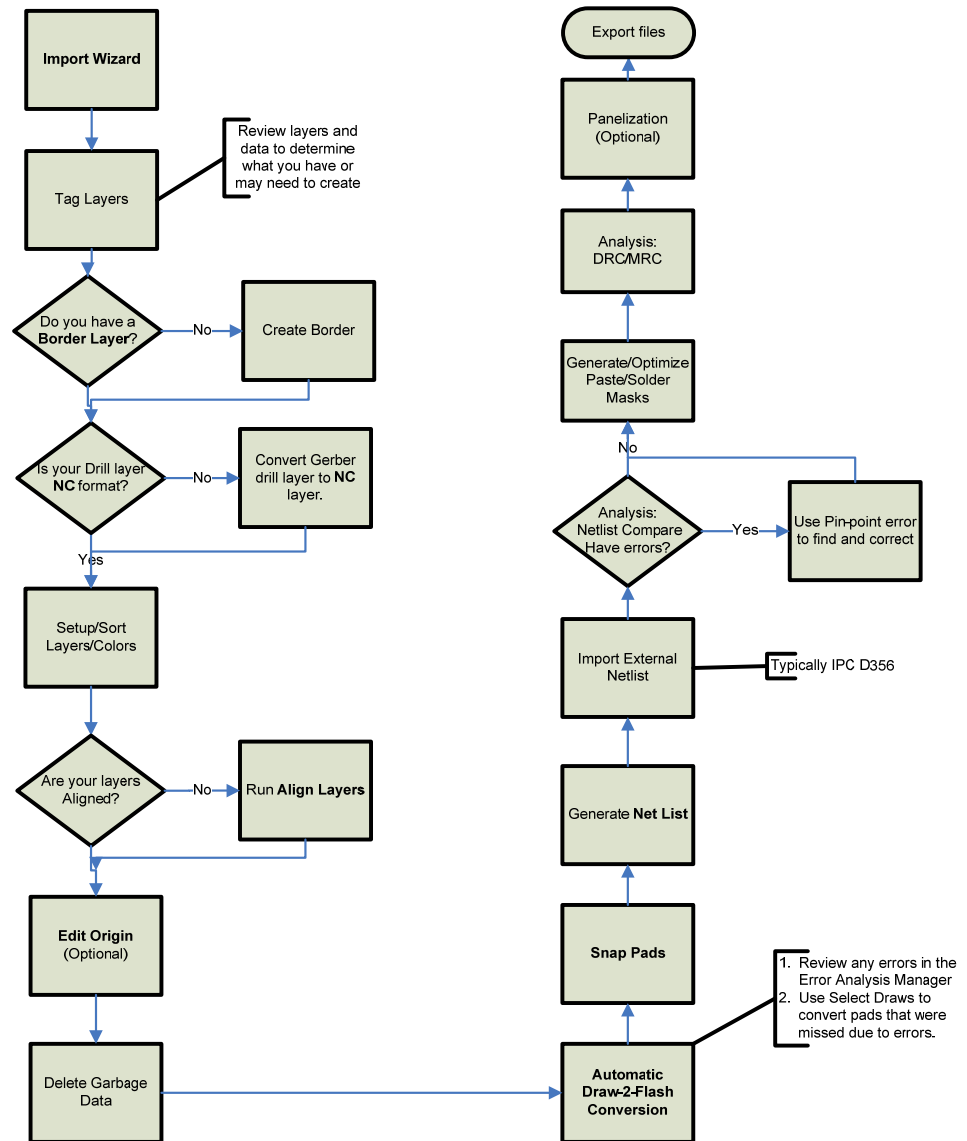 Import Wizard
Tag Layers
Review layers and
data to determine
what you have or
may need to create
Do you have a
Border Layer?
No
Create Border
Is your Drill layer
NC format?
No
Convert Gerber
drill layer to NC
layer.
Yes
Setup/Sort
Layers/Colors
Are your layers
Aligned?
No
Run Align Layers
Edit Origin
(Optional)
Delete Garbage
Data
Export files
Panelization
(Optional)
Analysis:
DRC/MRC
Generate/Optimize
Paste/Solder
Masks
No
Analysis:
Netlist Compare
Have errors?
Yes
Use Pin-point error
to find and correct
Import External
Netlist
Typically IPC D356
Generate Net List
Snap Pads
1. Review any errors in the
Error Analysis Manager
2. Use Select Draws to
convert pads that were
missed due to errors.
Automatic
Draw-2-Flash
Conversion